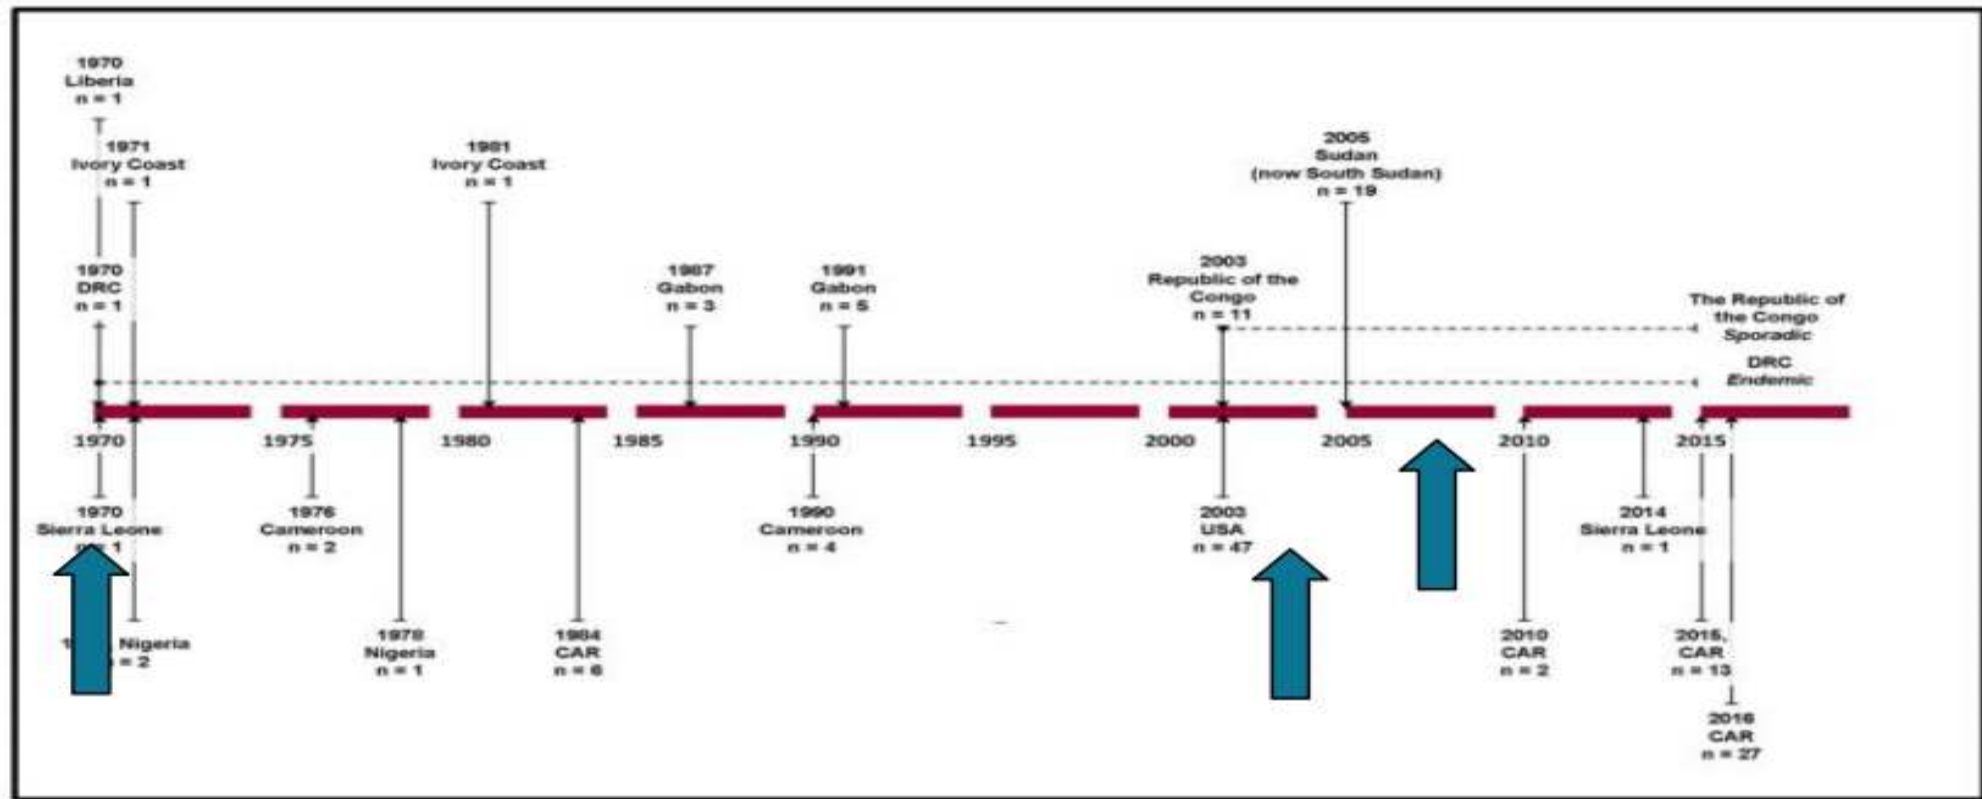 1970
Liberia
n = 1
1971
Ivory Coast
n = 1
1981
Ivory Coast
n = 1
2005
Sudan
(now South Sudan)
n = 19
1970
DRC
n = 1
1987
Gabon
n = 3
1991
Gabon
n = 5
2003
Republic of the
Congo
n = 11
The Republic of
the Congo
Sporadic
DRC
Endemic
1970
1975
1980
1985
1990
1995
2000
2005
2010
2015
1970
Sierra Leone
n = 1
1976
Cameroon
n = 2
1990
Cameroon
n = 4
2003
USA
n = 47
2014
Sierra Leone
n = 1
Nigeria
= 2
1978
Nigeria
n = 1
1984
CAR
n = 6
2010
CAR
n = 2
2015,
CAR
n = 13
2016
CAR
n = 27